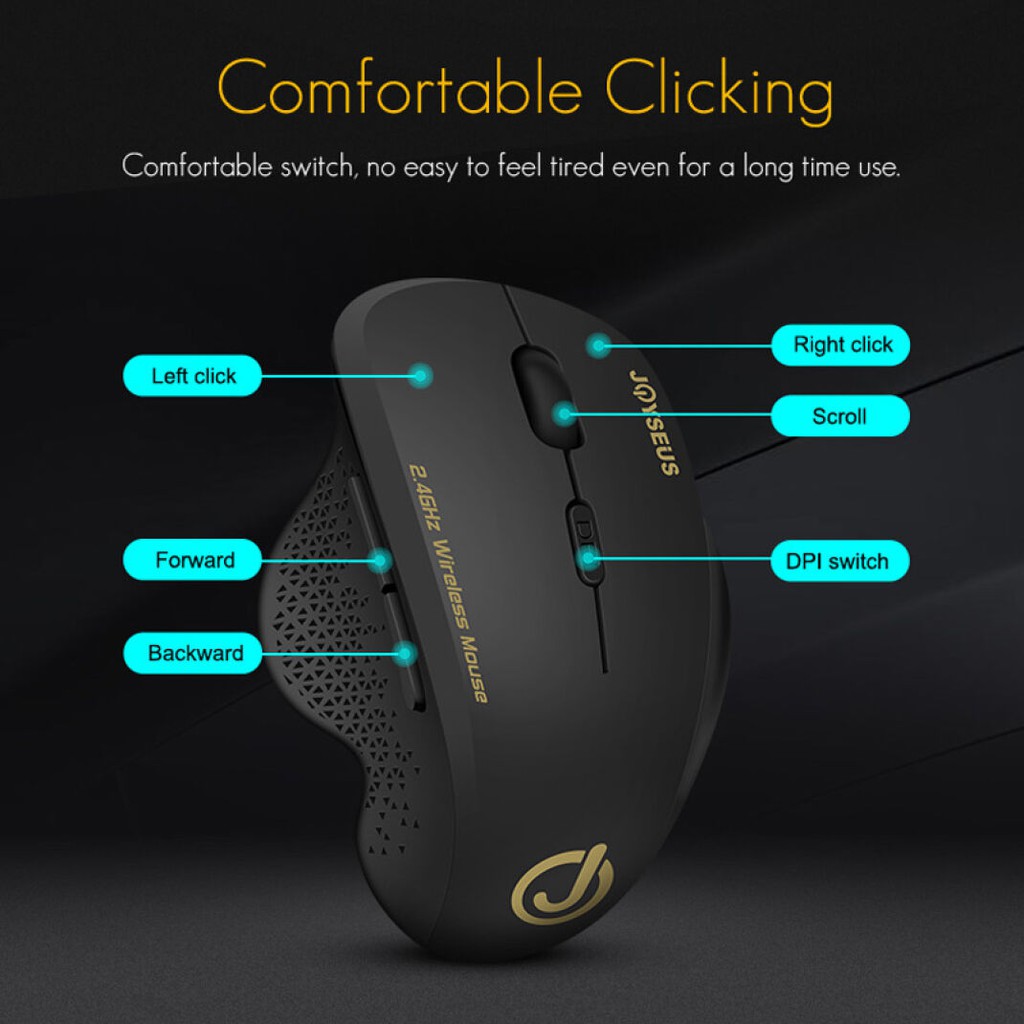 Comfortable Clicking
Comfortable switch, no easy to feel tired even for a long time use.
Right click
Left click
JOYSEUS
Scroll
2.4GHz Wireless Mouse
Forward
DPI switch
Backward